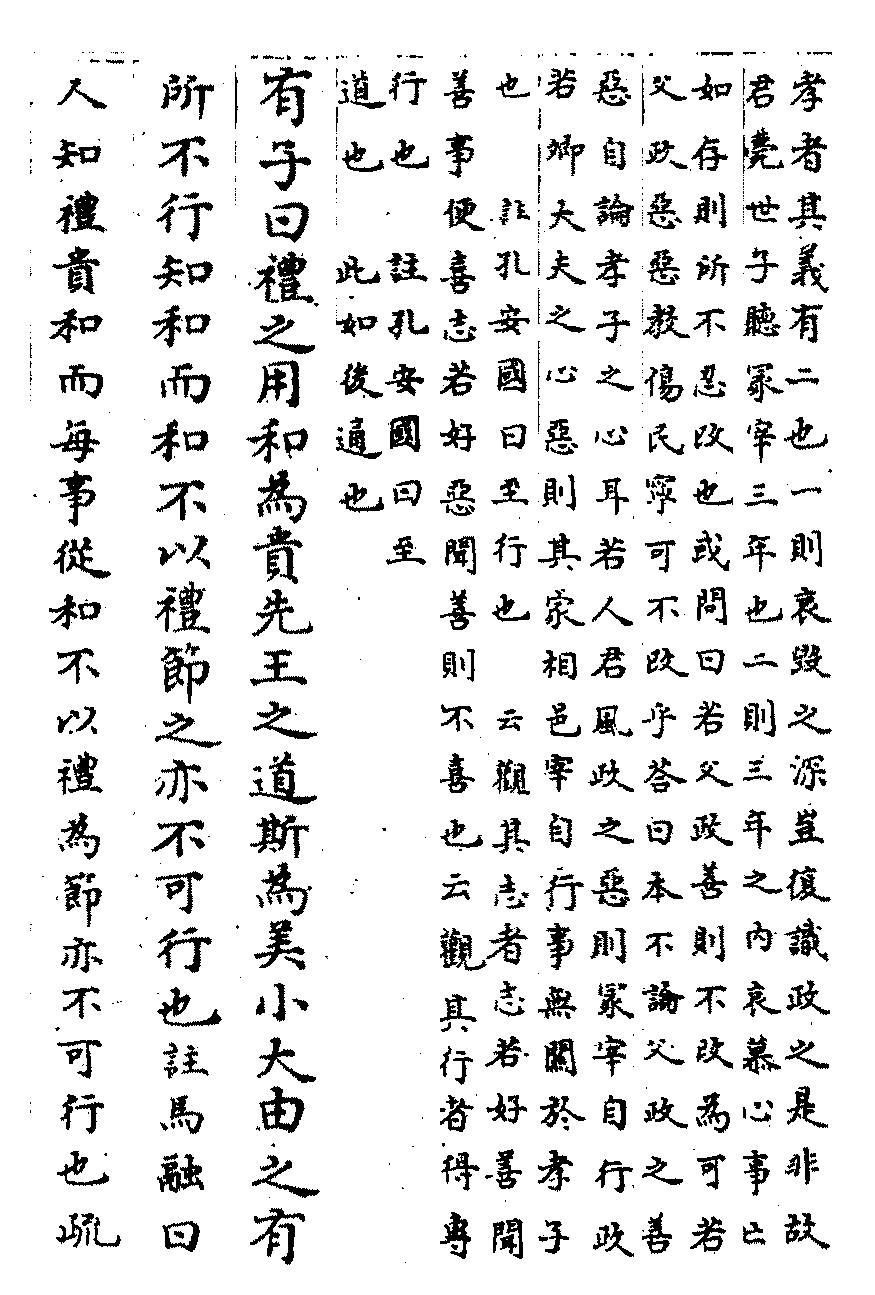 孝者其義有二也一則哀毀之深豈復識政之是非故
君薨世子聽冢宰三年也二則三年之內哀慕心事亡
如存則所不忍改也或問曰若父政善則不改為可若
父政惡惡教傷民寧可不改乎荅曰本不論父政之善
惡自論孝子之心耳若人君風政之惡則冢宰自行政
若卿大夫之心惡則其家相邑宰自行事無關於孝子
也 註孔安國曰至行也 云觀其志者志若好善聞
善事便喜志若好惡聞善則不喜也云觀其行者得專
行也 註孔安國曰至
道也 此如後通也
有子曰禮之用和為貴先王之道斯為美小大由之有
所不行知和而和不以禮節之亦不可行也註馬融曰
人知禮貴和而每事從和不以禮為節亦不可行也疏